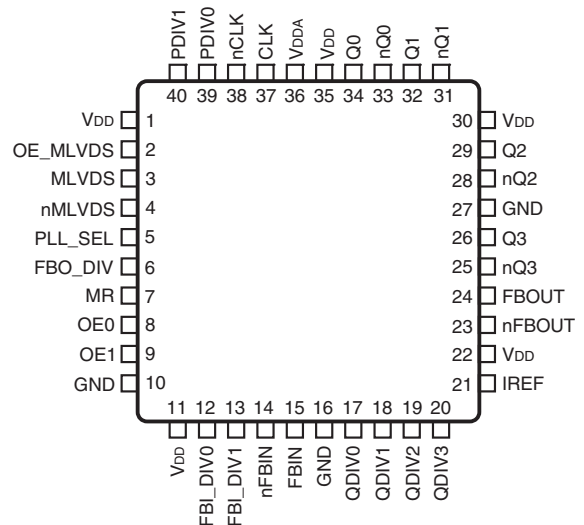 PDIV1
PDIV0
nCLK
CLK
VDDA
VDD
Q0
nQ0
Q1
nQ1
40 39 38 37 36 35 34 33 32 31
VDD 1
OE_MLVDS 2
MLVDS 3
nMLVDS 4
PLL_SEL 5
FBO_DIV 6
MR 7
OE0 8
OE1 9
GND 10
30 VDD
29 Q2
28 nQ2
27 GND
26 Q3
25 nQ3
24 FBOUT
23 nFBOUT
22 VDD
21 IREF
11 12 13 14 15 16 17 18 19 20
VDD
FBI_DIV0
FBI_DIV1
nFBIN
FBIN
GND
QDIV0
QDIV1
QDIV2
QDIV3